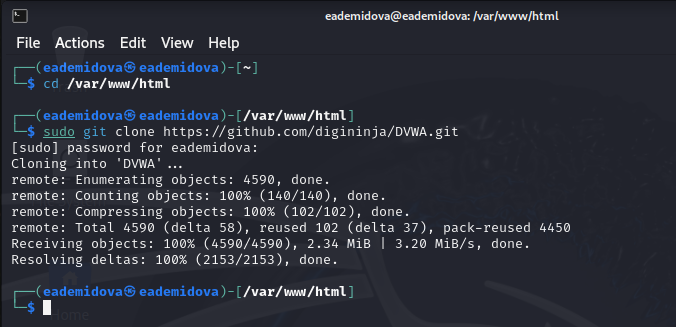 eademidova@eademidova: /var/www/html
File Actions Edit View Help
┌──(eademidova㉿eademidova)-[~]
└─$ cd /var/www/html
┌──(eademidova㉿eademidova)-[/var/www/html]
└─$ sudo git clone https://github.com/digininja/DVWA.git
[sudo] password for eademidova:
Cloning into 'DVWA'...
remote: Enumerating objects: 4590, done.
remote: Counting objects: 100% (140/140), done.
remote: Compressing objects: 100% (102/102), done.
remote: Total 4590 (delta 58), reused 102 (delta 37), pack-reused 4450
Receiving objects: 100% (4590/4590), 2.34 MiB | 3.20 MiB/s, done.
Resolving deltas: 100% (2153/2153), done.
┌──(eademidova㉿eademidova)-[/var/www/html]
└─$
Home